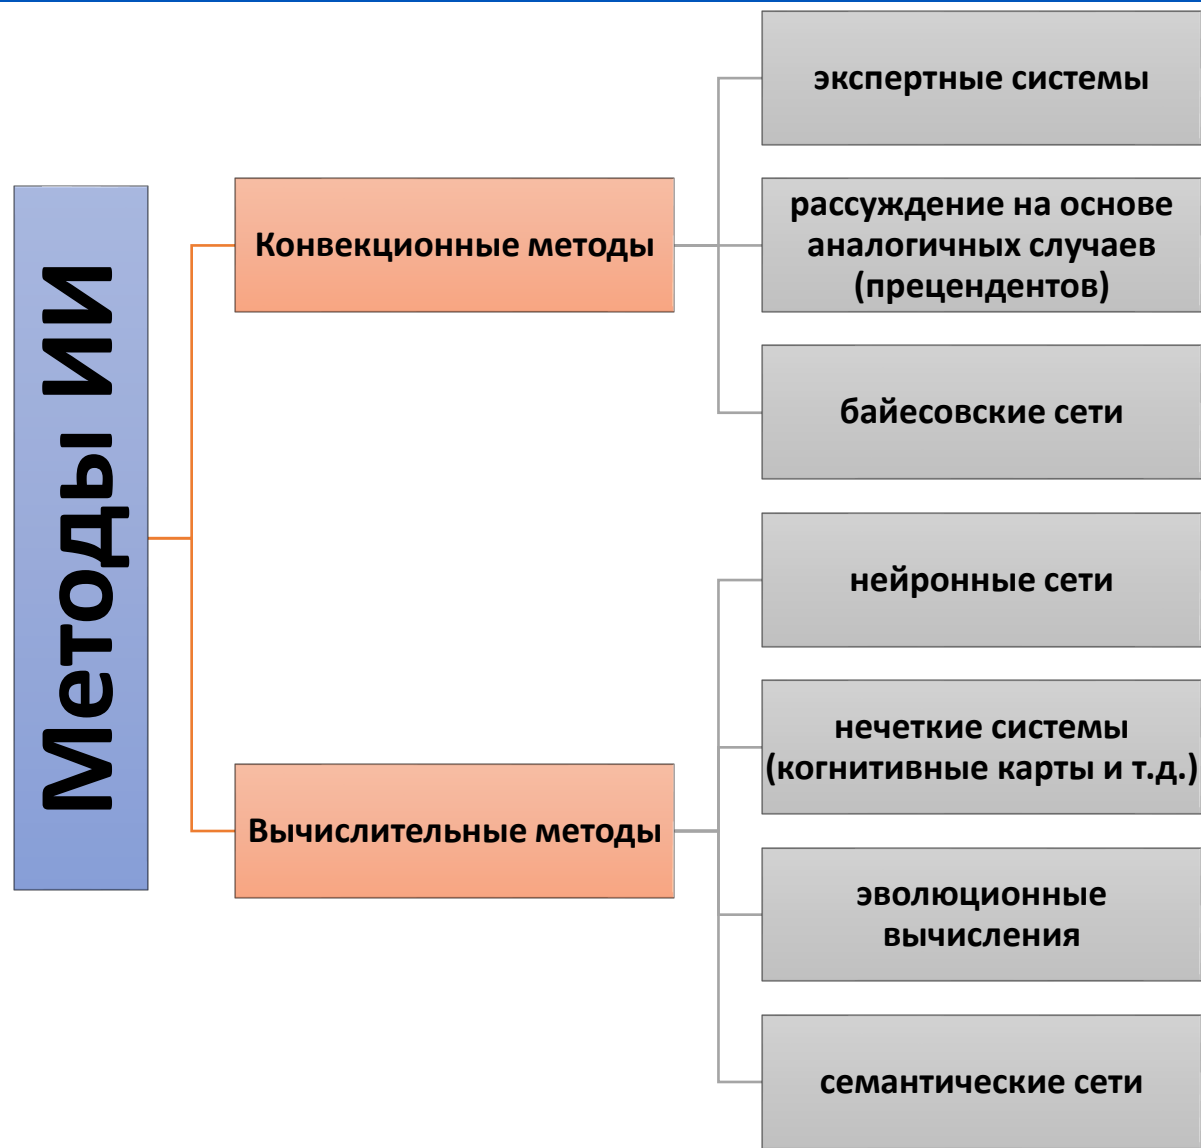 Методы ИИ
Конвекционные методы
экспертные системы
рассуждение на основе
аналогичных случаев
(прецендентов)
байесовские сети
Вычислительные методы
нейронные сети
нечеткие системы
(когнитивные карты и т.д.)
эволюционные
вычисления
семантические сети